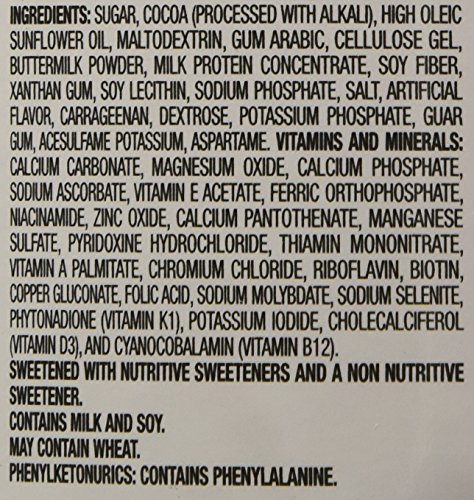 INGREDIENTS: SUGAR, COCOA (PROCESSED WITH ALKALI), HIGH OLEIC
SUNFLOWER OIL, MALTODEXTRIN, GUM ARABIC, CELLULOSE GEL,
BUTTERMILK POWDER, MILK PROTEIN CONCENTRATE, SOY FIBER,
XANTHAN GUM, SOY LECITHIN, SODIUM PHOSPHATE, SALT, ARTIFICIAL
FLAVOR, CARRAGEENAN, DEXTROSE, POTASSIUM PHOSPHATE, GUAR
GUM, ACESULFAME POTASSIUM, ASPARTAME. VITAMINS AND MINERALS:
CALCIUM CARBONATE, MAGNESIUM OXIDE, CALCIUM PHOSPHATE,
SODIUM ASCORBATE, VITAMIN E ACETATE, FERRIC ORTHOPHOSPHATE,
NIACINAMIDE, ZINC OXIDE, CALCIUM PANTOTHENATE, MANGANESE
SULFATE, PYRIDOXINE HYDROCHLORIDE, THIAMIN MONONITRATE,
VITAMIN A PALMITATE, CHROMIUM CHLORIDE, RIBOFLAVIN, BIOTIN,
COPPER GLUCONATE, FOLIC ACID, SODIUM MOLYBDATE, SODIUM SELENITE,
PHYTONADIONE (VITAMIN K1), POTASSIUM IODIDE, CHOLECALCIFEROL
(VITAMIN D3), AND CYANOCOBALAMIN (VITAMIN B12).
SWEETENED WITH NUTRITIVE SWEETENERS AND A NON NUTRITIVE
SWEETENER.
CONTAINS MILK AND SOY.
MAY CONTAIN WHEAT.
PHENYLKETONURICS: CONTAINS PHENYLALANINE.